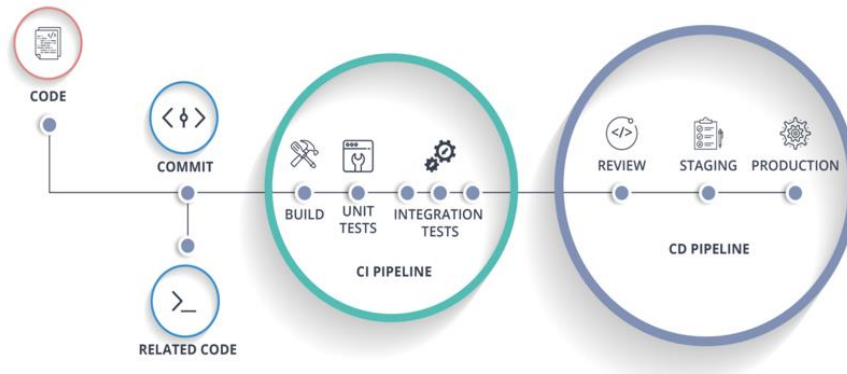 CODE
COMMIT
RELATED CODE
BUILD
UNIT
TESTS
INTEGRATION
TESTS
CI PIPELINE
REVIEW
STAGING
PRODUCTION
CD PIPELINE